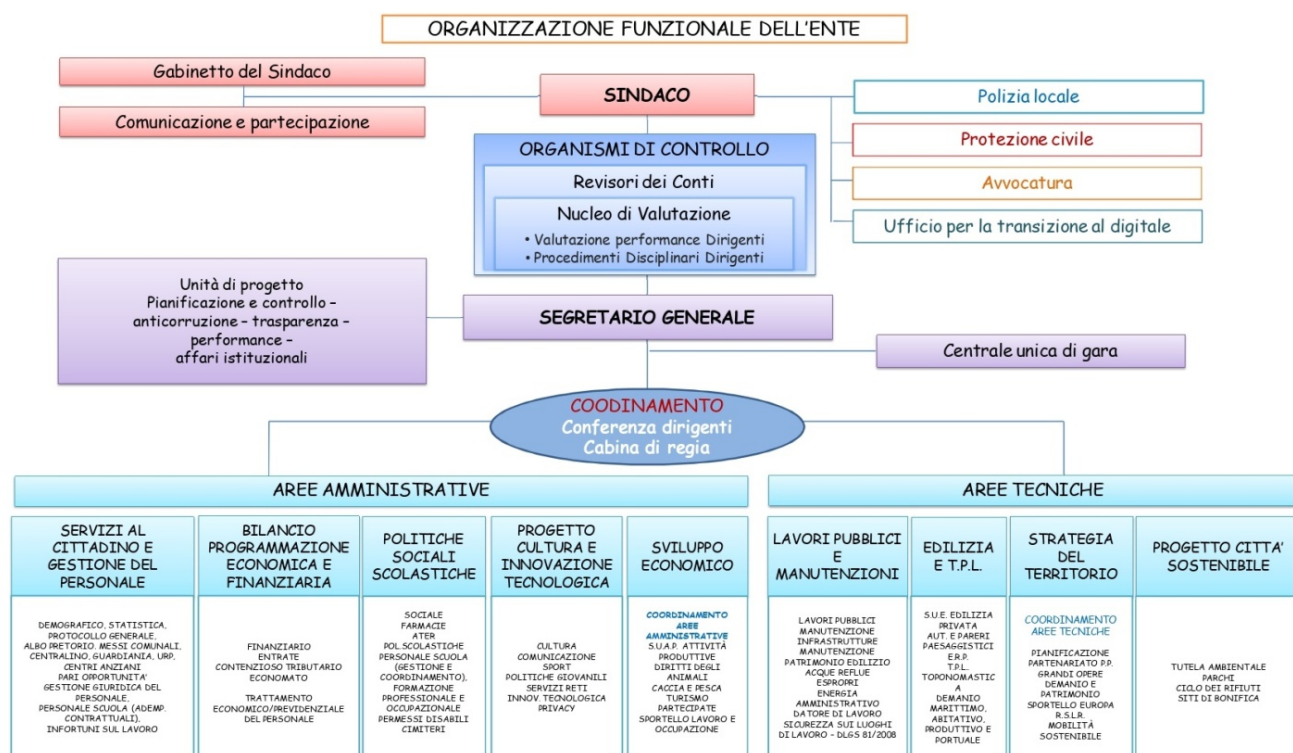 ORGANIZZAZIONE FUNZIONALE DELL'ENTE
Gabinetto del Sindaco
Comunicazione e partecipazione
SINDACO
Polizia locale
Protezione civile
Avvocatura
Ufficio per la transizione al digitale
ORGANISMI DI CONTROLLO
Revisori dei Conti
Nucleo di Valutazione
• Valutazione performance Dirigenti
• Procedimenti Disciplinari Dirigenti
Unità di progetto
Pianificazione e controllo –
anticorruzione – trasparenza –
performance –
affari istituzionali
SEGRETARIO GENERALE
Centrale unica di gara
COODINAMENTO
Conferenza dirigenti
Cabina di regia
AREE AMMINISTRATIVE
SERVIZI AL
CITTADINO E
GESTIONE DEL
PERSONALE
DEMOGRAFICO, STATISTICA,
PROTOCOLLO GENERALE,
ALBO PRETORIO. MESSI COMUNALI,
CENTRALINO, GUARDIANIA, URP,
CENTRI ANZIANI
PARI OPPORTUNITA'
GESTIONE GIURIDICA DEL
PERSONALE,
PERSONALE SCUOLA (ADEMP.
CONTRATTUALI),
INFORTUNI SUL LAVORO
BILANCIO
PROGRAMMAZIONE
ECONOMICA E
FINANZIARIA
FINANZIARIO
ENTRATE
CONTENZIOSO TRIBUTARIO
ECONOMATO
TRATTAMENTO
ECONOMICO/PREVIDENZIALE
DEL PERSONALE
POLITICHE
SOCIALI
SCOLASTICHE
SOCIALE
FARMACIE
ATER
POL.SCOLASTICHE
PERSONALE SCUOLA
(GESTIONE E
COORDINAMENTO),
FORMAZIONE
PROFESSIONALE E
OCCUPAZIONALE
PERMESSI DISABILI
CIMITERI
PROGETTO
CULTURA E
INNOVAZIONE
TECNOLOGICA
CULTURA
COMUNICAZIONE
SPORT
POLITICHE GIOVANILI
SERVIZI RETI
INNOV. TECNOLOGICA
PRIVACY
SVILUPPO
ECONOMICO
COORDINAMENTO
AREE
AMMINISTRATIVE
S.U.A.P. ATTIVITÀ
PRODUTTIVE
DIRITTI DEGLI
ANIMALI
CACCIA E PESCA
TURISMO
PARTECIPATE
SPORTELLO LAVORO E
OCCUPAZIONE
AREE TECNICHE
LAVORI PUBBLICI
E
MANUTENZIONI
LAVORI PUBBLICI
MANUTENZIONE
INFRASTRUTTURE
MANUTENZIONE
PATRIMONIO EDILIZIO
ACQUE REFLUE
ESPROPRI
ENERGIA
AMMINISTRATIVO
DATORE DI LAVORO
SICUREZZA SUI LUOGHI
DI LAVORO – DLGS 81/2008
EDILIZIA
E T.P.L.
S.U.E. EDILIZIA
PRIVATA
AUT. E PARERI
PAESAGGISTICI
E.R.P.
T.P.L.
TOPONOMASTIC
A
DEMANIO
MARITTIMO,
ABITATIVO,
PRODUTTIVO E
PORTUALE
STRATEGIA
DEL
TERRITORIO
COORDINAMENTO
AREE TECNICHE
PIANIFICAZIONE
PARTENARIATO P.P.
GRANDI OPERE
DEMANIO E
PATRIMONIO
SPORTELLO EUROPA
R.S.L.R.
MOBILITÀ
SOSTENIBILE
PROGETTO CITTA'
SOSTENIBILE
TUTELA AMBIENTALE
PARCHI
CICLO DEI RIFIUTI
SITI DI BONIFICA